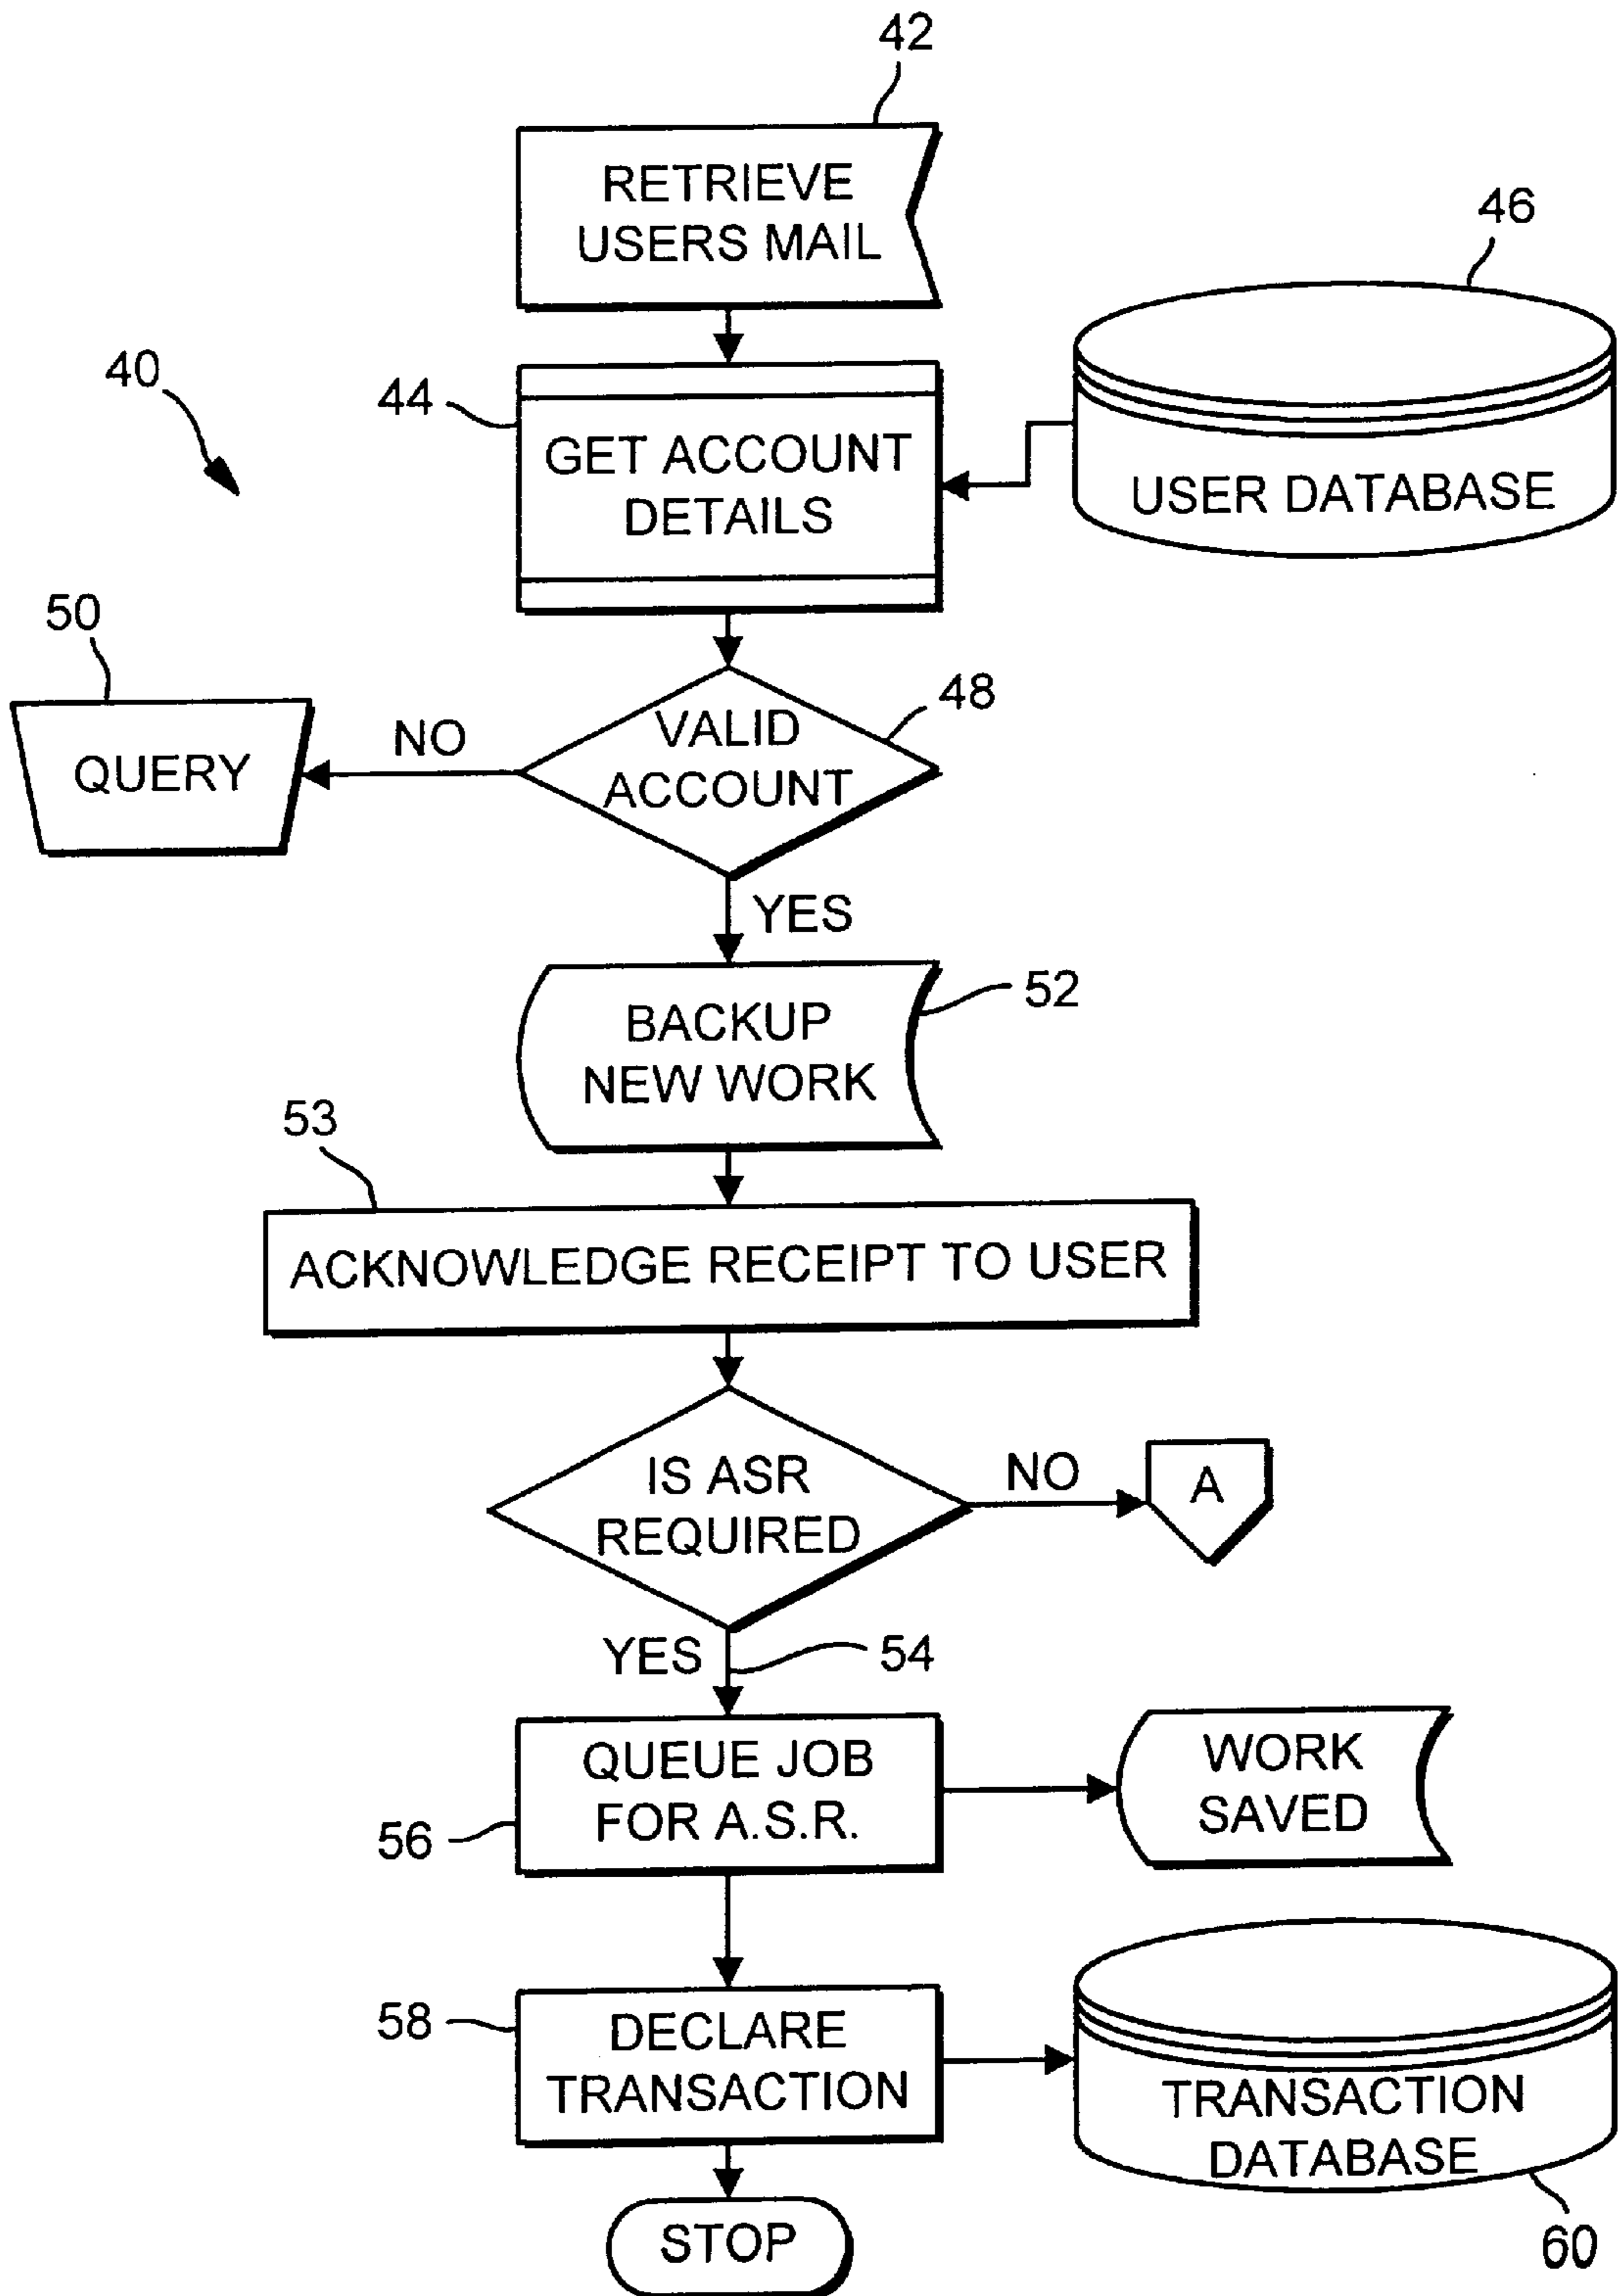 42
RETRIEVE
USERS MAIL
46
40
44
GET ACCOUNT
DETAILS
USER DATABASE
50
48
VALID
ACCOUNT
NO
QUERY
YES
52
BACKUP
NEW WORK
53
ACKNOWLEDGE RECEIPT TO USER
IS ASR
REQUIRED
NO
A
YES
54
QUEUE JOB
FOR A.S.R.
56
WORK
SAVED
58
DECLARE
TRANSACTION
TRANSACTION
DATABASE
STOP
60